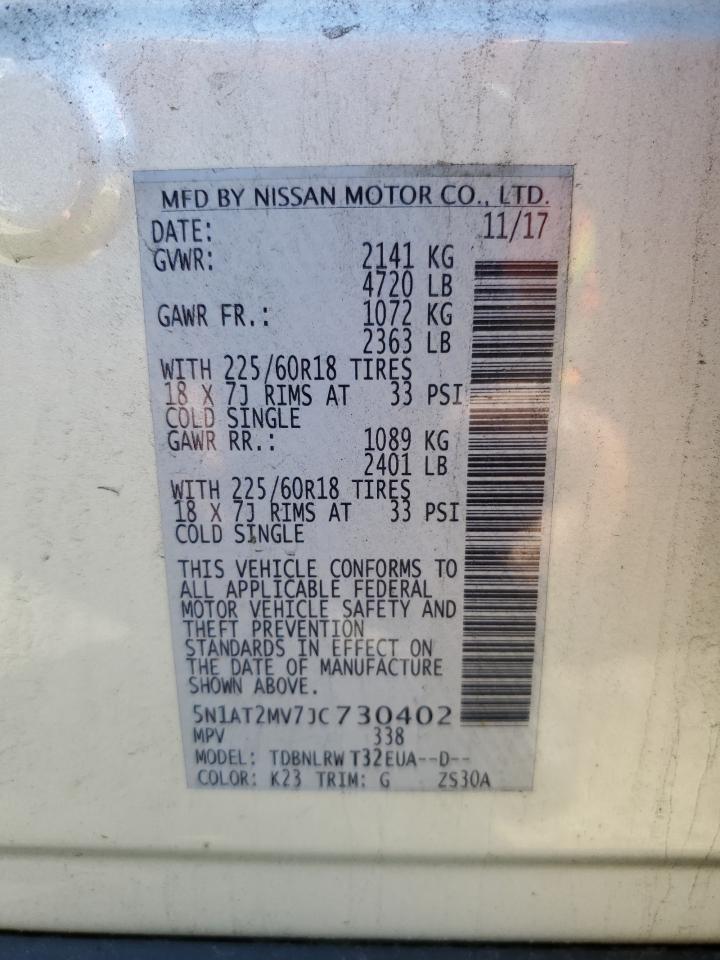 MFD BY NISSAN MOTOR CO., LTD.
DATE: 11/17
GVWR: 2141 KG
4720 LB
GAWR FR.: 1072 KG
2363 LB
WITH 225/60R18 TIRES
18 X 7J RIMS AT 33 PSI
COLD SINGLE
GAWR RR.: 1089 KG
2401 LB
WITH 225/60R18 TIRES
18 X 7J RIMS AT 33 PSI
COLD SINGLE
THIS VEHICLE CONFORMS TO
ALL APPLICABLE FEDERAL
MOTOR VEHICLE SAFETY AND
THEFT PREVENTION
STANDARDS IN EFFECT ON
THE DATE OF MANUFACTURE
SHOWN ABOVE.
5N1AT2MV7JC730402
MPV 338
MODEL: TDBNLRW T32EUA--D--
COLOR: K23 TRIM: G ZS30A